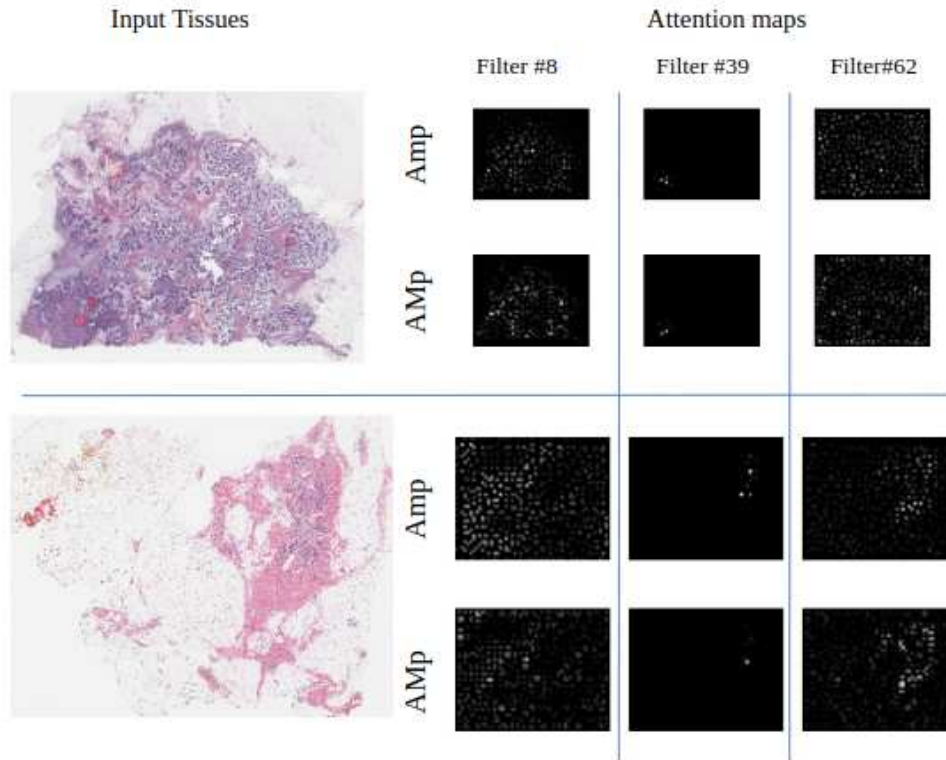 Input Tissues
Attention maps
Filter #8
Filter #39
Filter#62
Amp
AMp
Amp
AMp